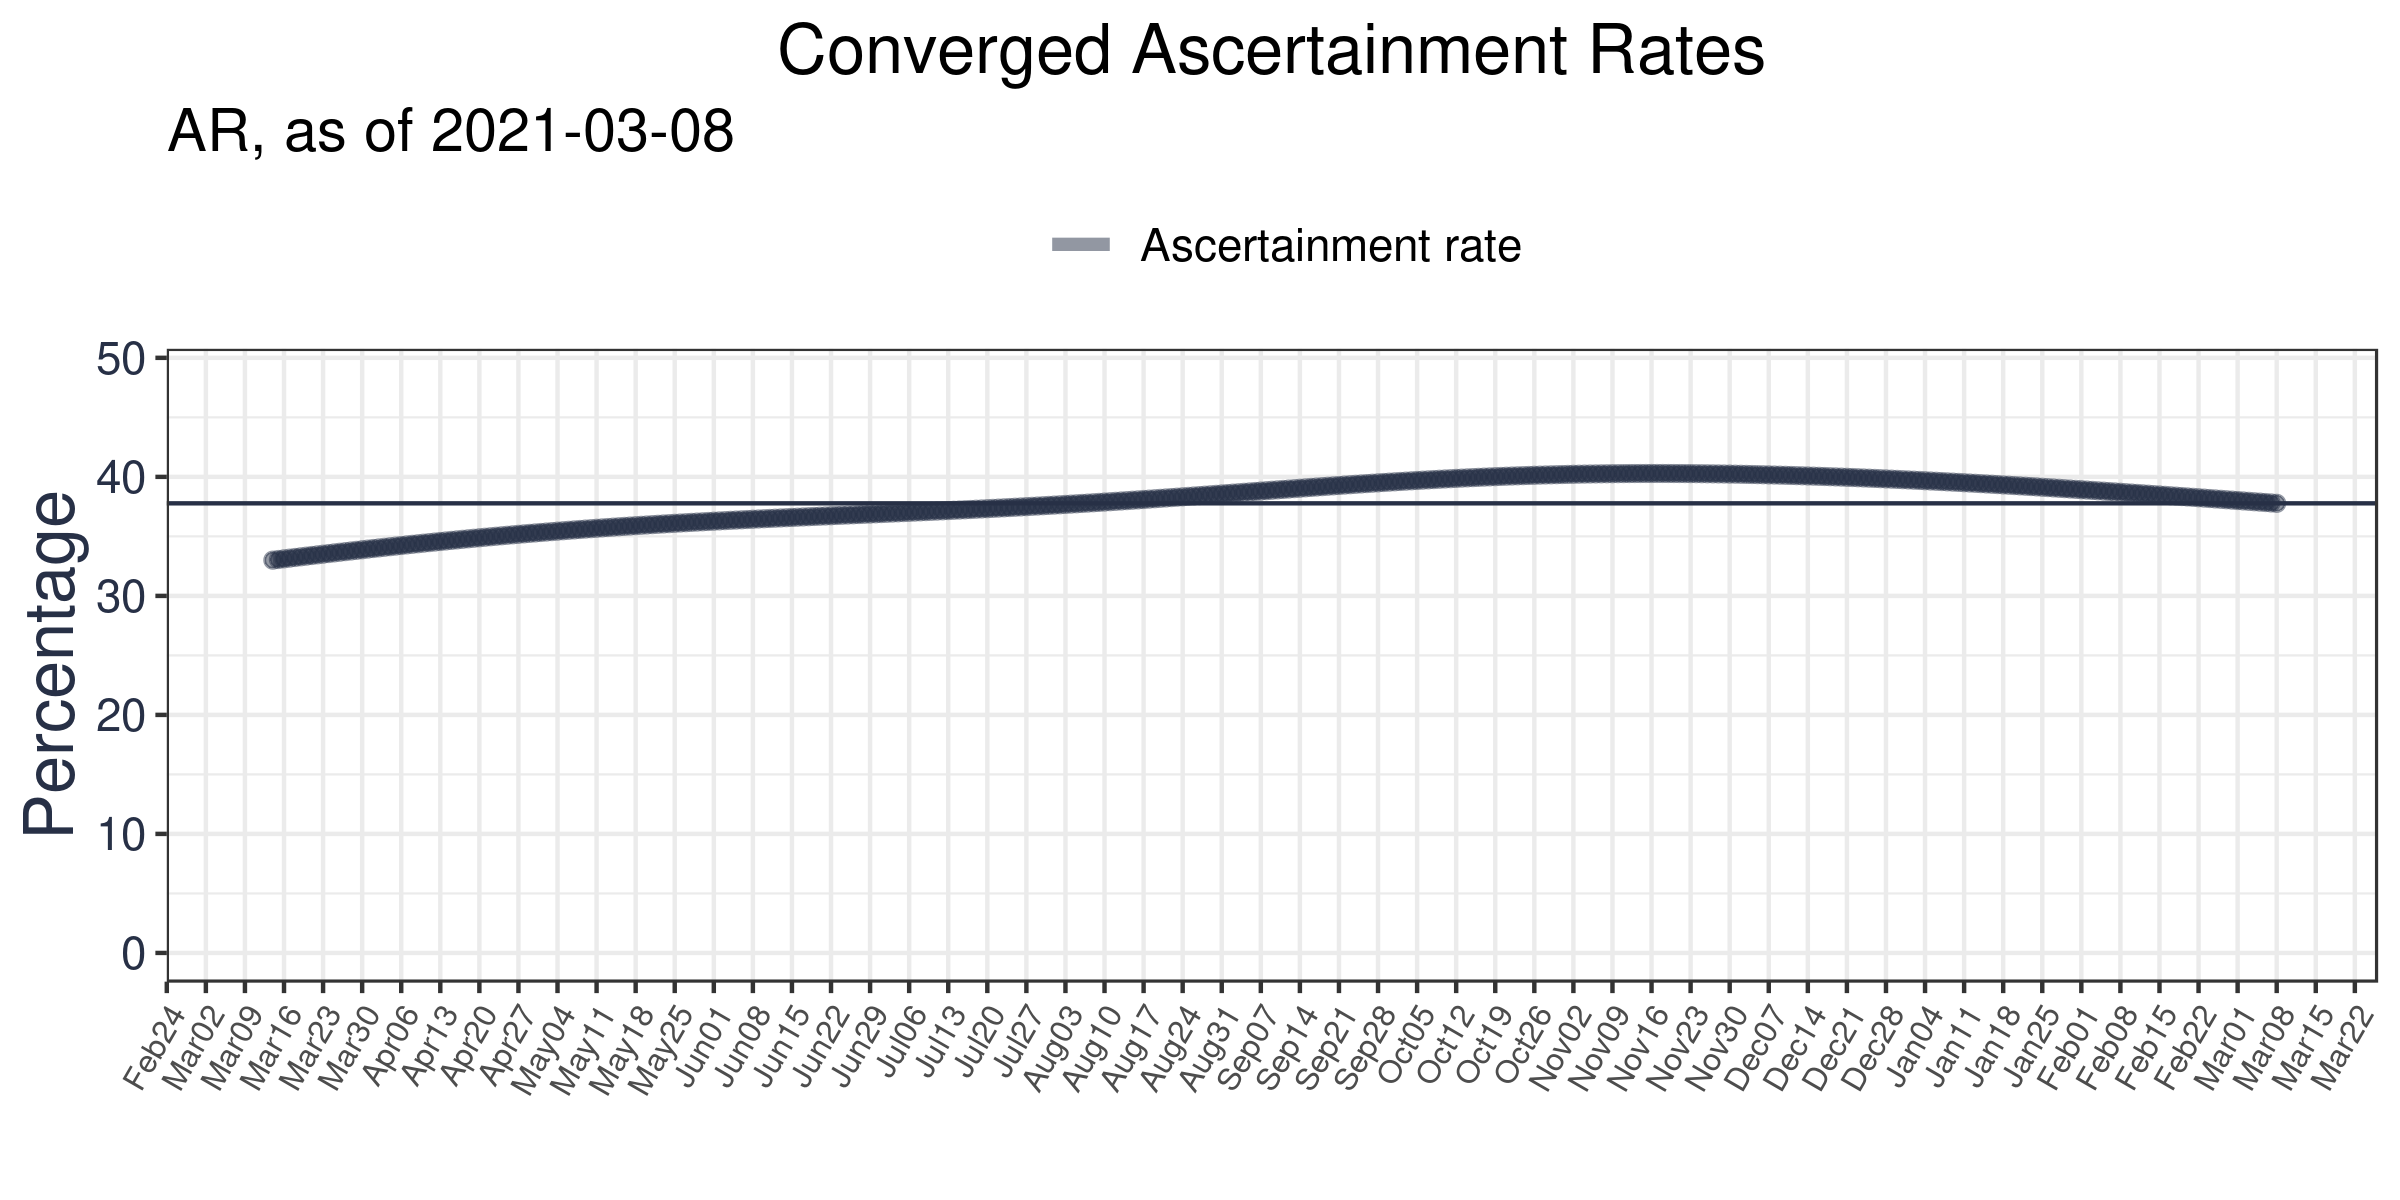 Converged Ascertainment Rates
AR, as of 2021-03-08
Ascertainment rate
Percentage
50
40
30
20
10
0
Feb24 Mar02 Mar09 Mar16 Mar23 Mar30 Apr06 Apr13 Apr20 Apr27 May04 May11 May18 May25 Jun01 Jun08 Jun15 Jun22 Jun29 Jul06 Jul13 Jul20 Jul27 Aug03 Aug10 Aug17 Aug24 Aug31 Sep07 Sep14 Sep21 Sep28 Oct05 Oct12 Oct19 Oct26 Nov02 Nov09 Nov16 Nov23 Nov30 Dec07 Dec14 Dec21 Dec28 Jan04 Jan11 Jan18 Jan25 Feb01 Feb08 Feb15 Feb22 Mar01 Mar08 Mar15 Mar22